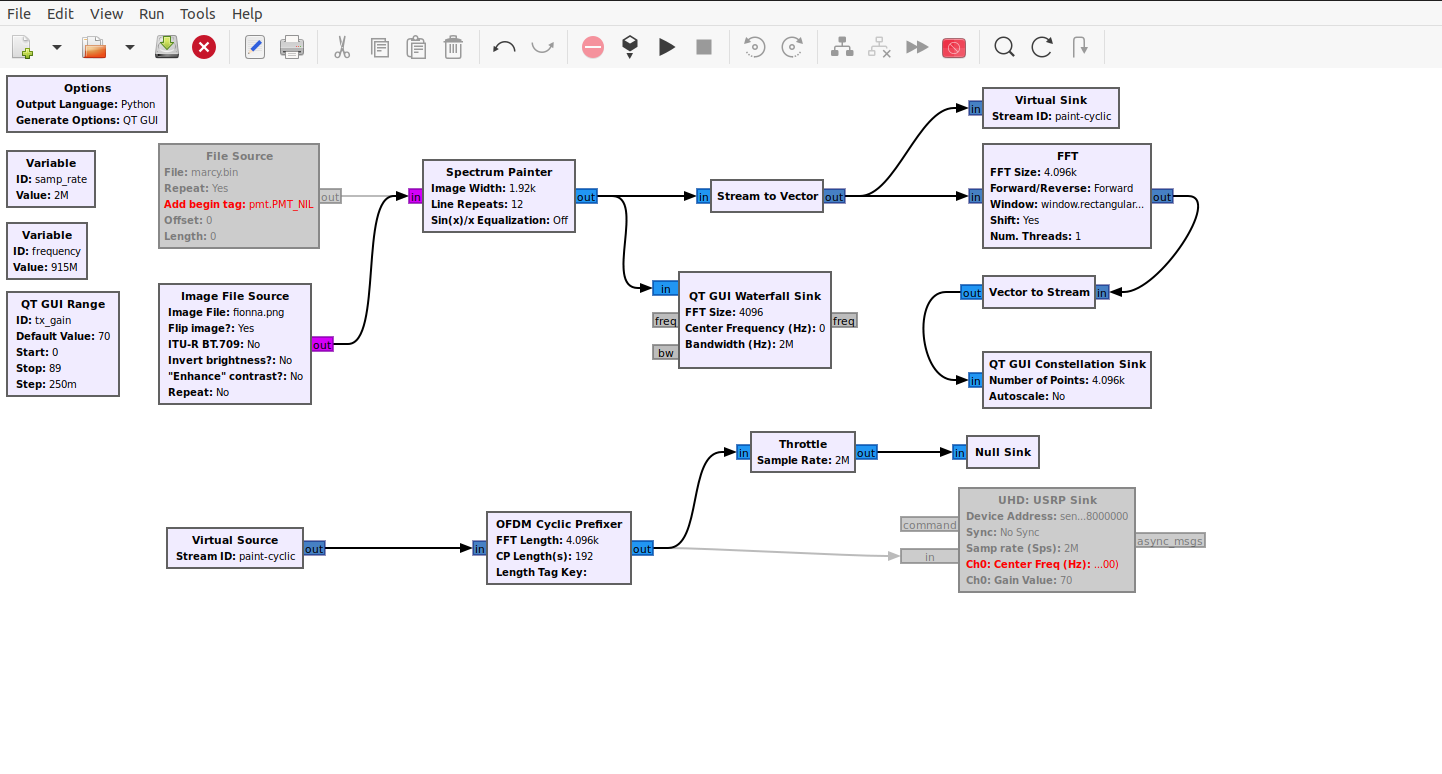 File Edit View Run Tools Help
Options
Output Language: Python
Generate Options: QT GUI
Variable
ID: samp_rate
Value: 2M
Variable
ID: frequency
Value: 915M
QT GUI Range
ID: tx_gain
Default Value: 70
Start: 0
Stop: 89
Step: 250m
File Source
File: marcy.bin
Repeat: Yes
Add begin tag: pmt.PMT_NIL
Offset: 0
Length: 0
out
Image File Source
Image File: fionna.png
Flip image?: Yes
ITU-R BT.709: No
Invert brightness?: No
"Enhance" contrast?: No
Repeat: No
out
in
Spectrum Painter
Image Width: 1.92k
Line Repeats: 12
Sin(x)/x Equalization: Off
out
in
Stream to Vector
out
in
Virtual Sink
Stream ID: paint-cyclic
in
FFT
FFT Size: 4.096k
Forward/Reverse: Forward
Window: window.rectangular...
Shift: Yes
Num. Threads: 1
out
in
freq
bw
QT GUI Waterfall Sink
FFT Size: 4096
Center Frequency (Hz): 0
Bandwidth (Hz): 2M
freq
out
Vector to Stream
in
in
QT GUI Constellation Sink
Number of Points: 4.096k
Autoscale: No
Virtual Source
Stream ID: paint-cyclic
out
in
OFDM Cyclic Prefixer
FFT Length: 4.096k
CP Length(s): 192
Length Tag Key:
out
in
Throttle
Sample Rate: 2M
out
in
Null Sink
command
in
UHD: USRP Sink
Device Address: sen...8000000
Sync: No Sync
Samp rate (Sps): 2M
Ch0: Center Freq (Hz): ...00)
Ch0: Gain Value: 70
async_msgs